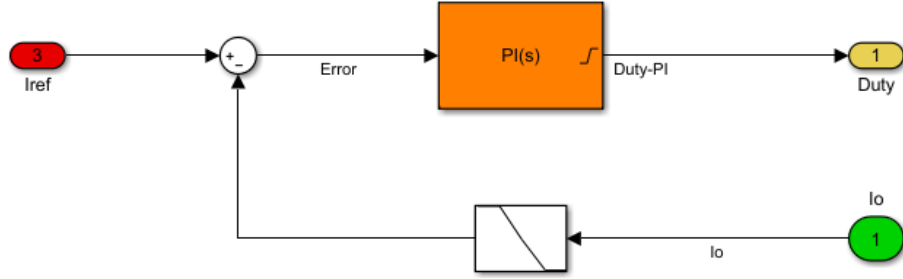 3
Iref
+
−
Error
PI(s)
Duty-PI
1
Duty
Io
1
Io